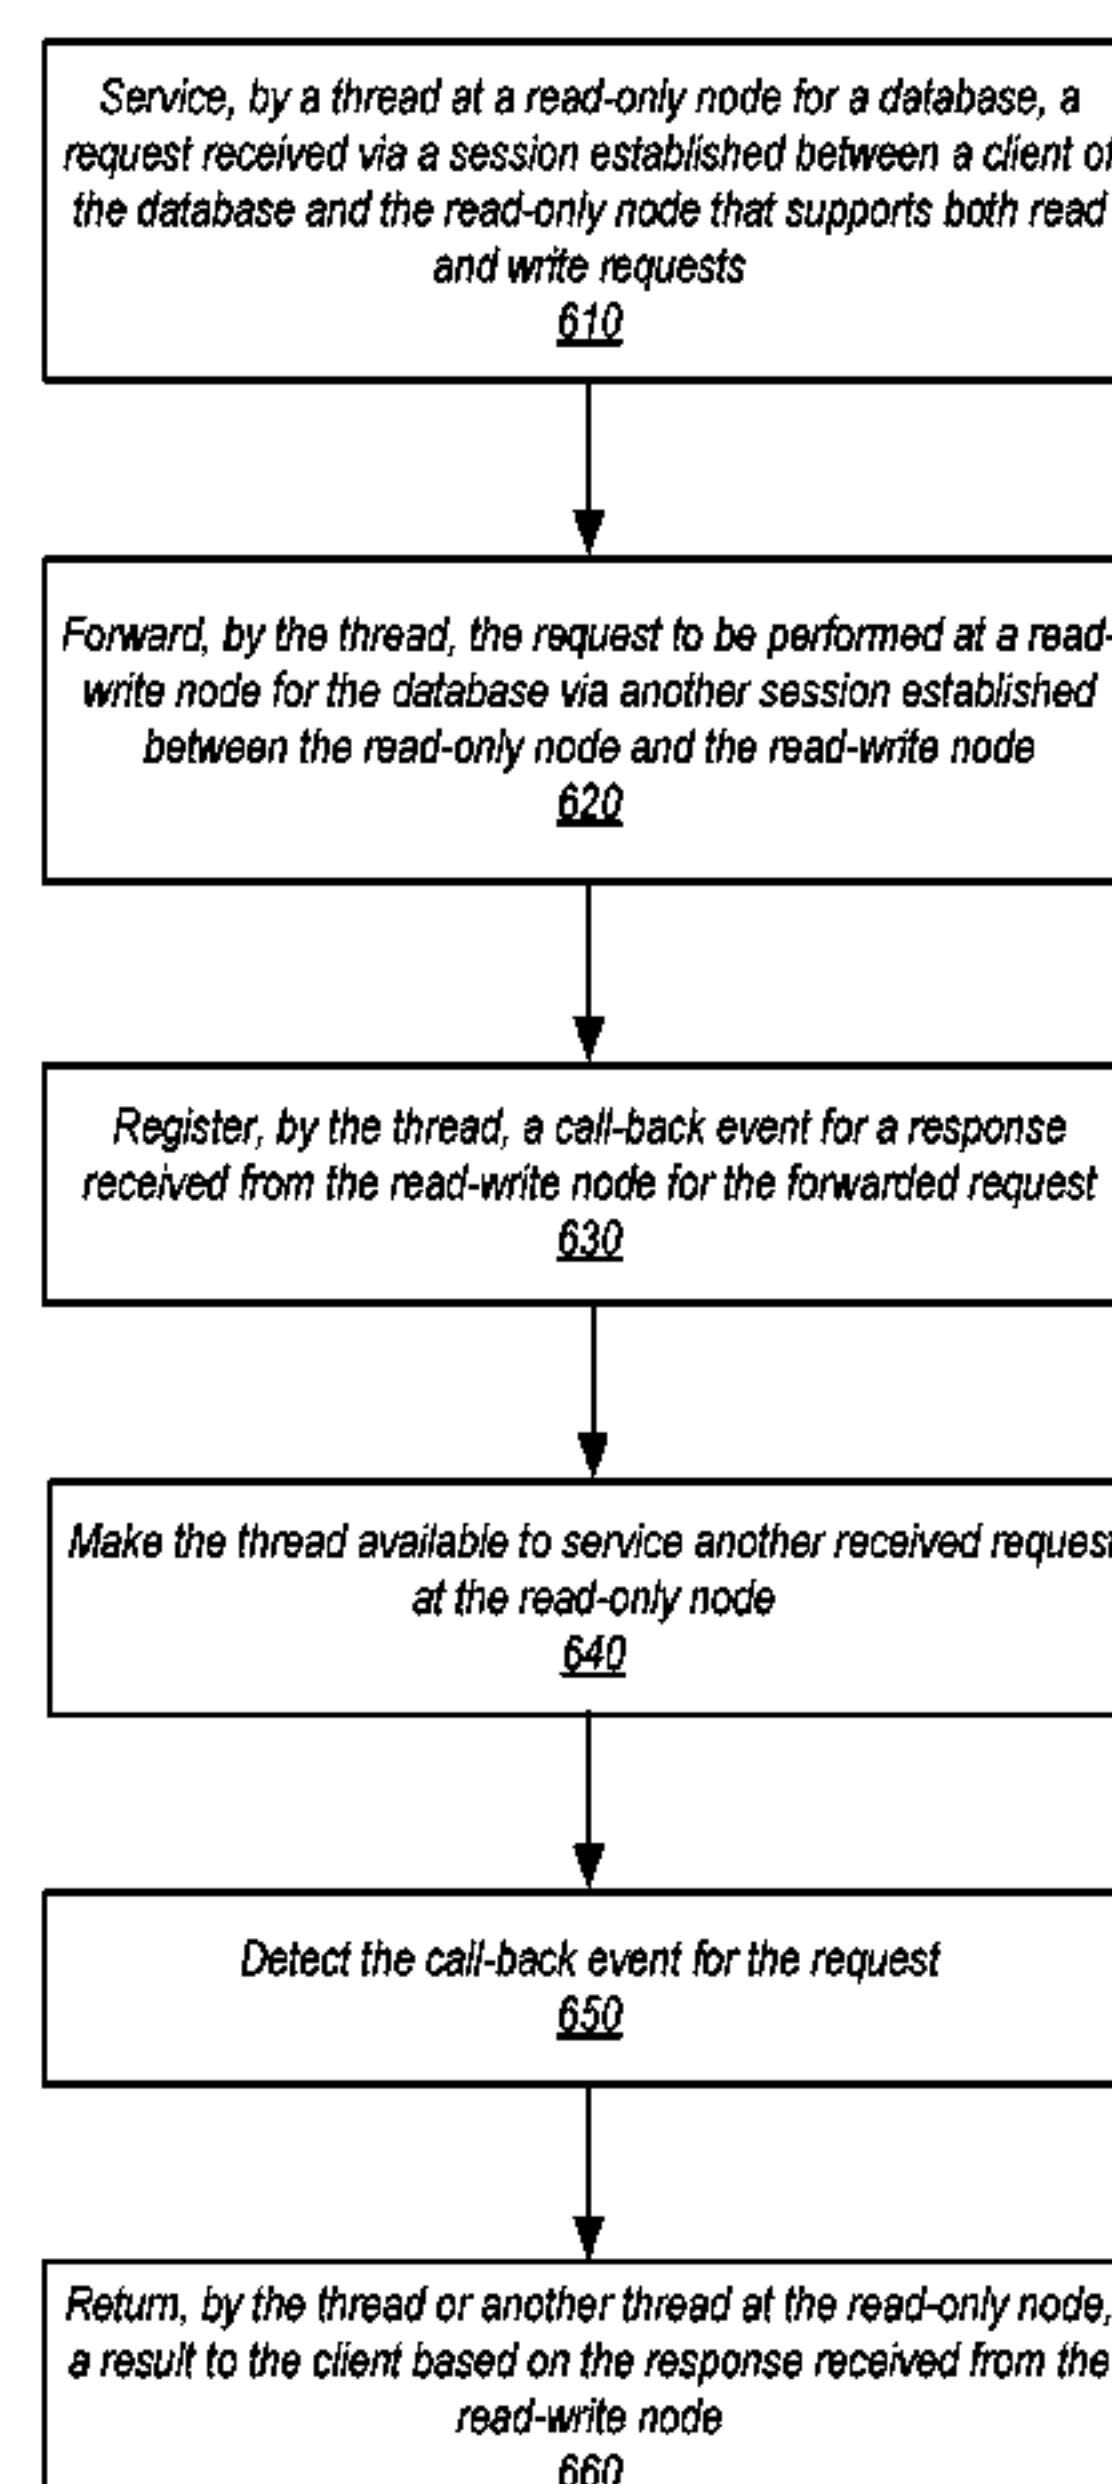 Service, by a thread at a read-only node for a database, a
request received via a session established between a client of
the database and the read-only node that supports both read
and write requests
610
Forward, by the thread, the request to be performed at a read-
write node for the database via another session established
between the read-only node and the read-write node
620
Register, by the thread, a call-back event for a response
received from the read-write node for the forwarded request
630
Make the thread available to service another received request
at the read-only node
640
Detect the call-back event for the request
650
Return, by the thread or another thread at the read-only node,
a result to the client based on the response received from the
read-write node
660